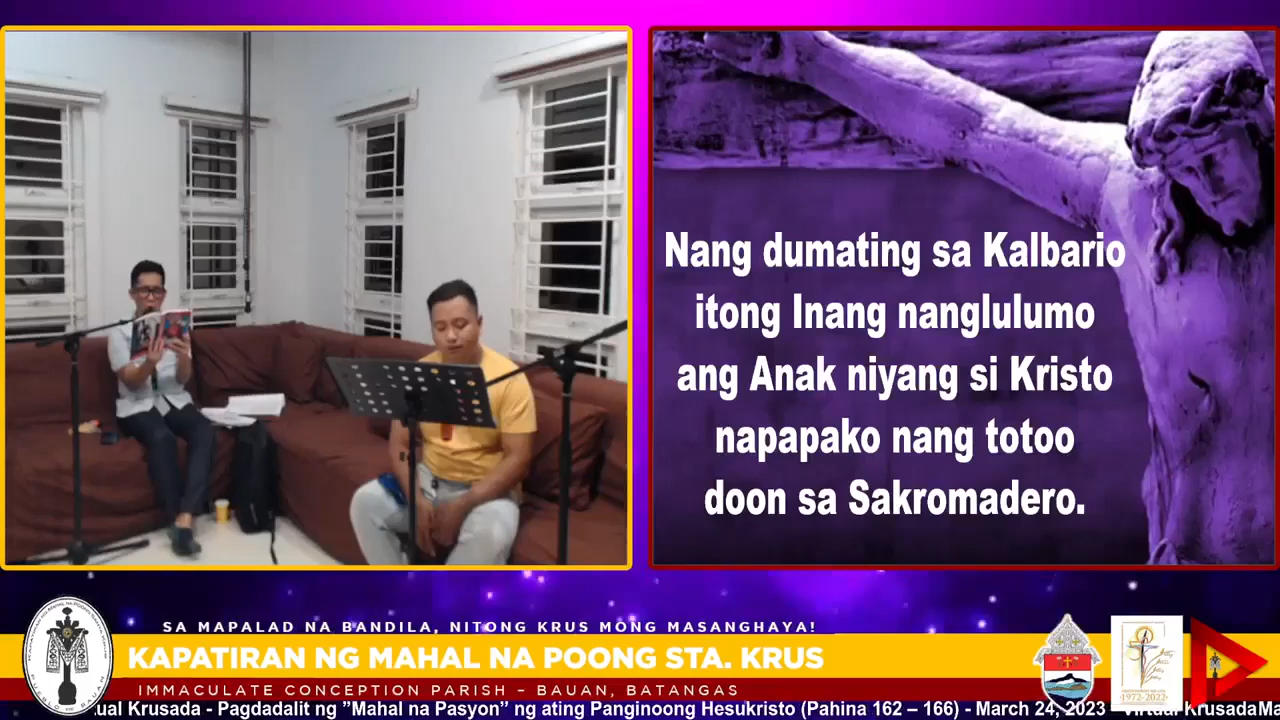 Nang dumating sa Kalbario
itong Inang nanglulumo
ang Anak niyang si Kristo
napapako nang totoo
doon sa Sakromadero.
SA MAPALAD NA BANDILA, NITONG KRUS MONG MASANGHAYA!
KAPATIRAN NG MAHAL NA POONG STA. KRUS
IMMACULATE CONCEPTION PARISH – BAUAN, BATANGAS
1972-2022
ual Krusada - Pagdadalit ng ”Mahal na Pasyon” ng ating Panginoong Hesukristo (Pahina 162 – 166) - March 24, 2023 - Virtual KrusadaMa